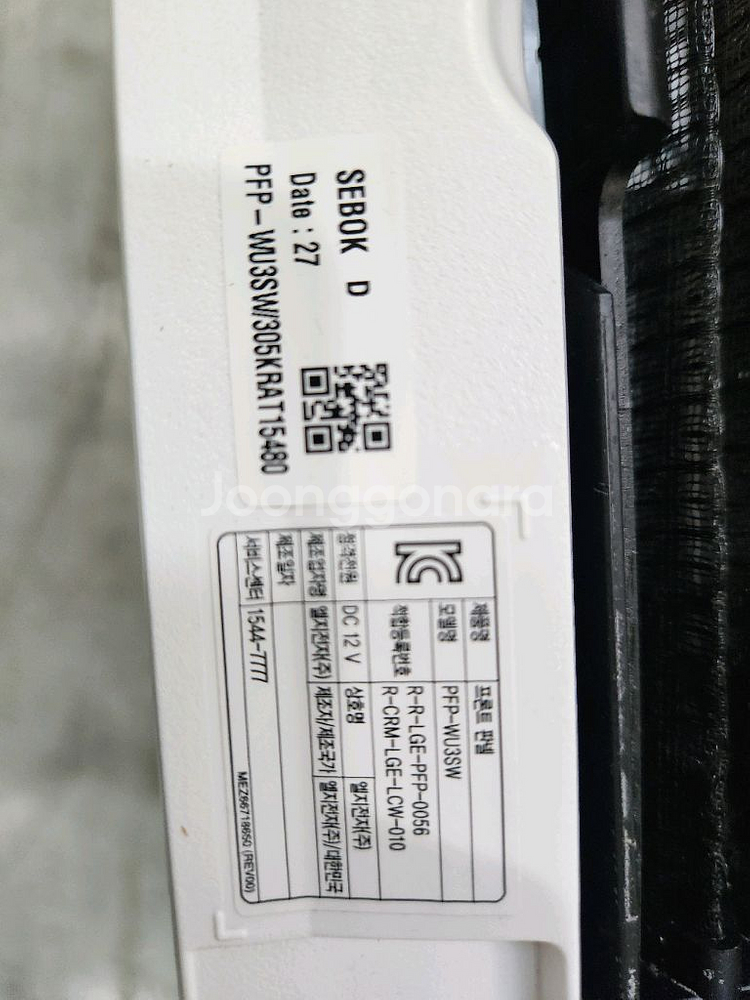 SEBOK D
Date : 27
PFP-WU3SW/305KRAT15480
Joonggonara
제품명 프론트 판넬
모델명 PFP-WU3SW
적합등록번호 R-R-LGE-PFP-0056
R-CRM-LGE-LCW-010
정격전원 DC 12 V 상호명 엘지전자(주)
제조업자명 엘지전자(주) 제조자/제조국가 엘지전자(주)/대한민국
제조일자
서비스센터 1544-7777
MEZ66718650 (REV00)